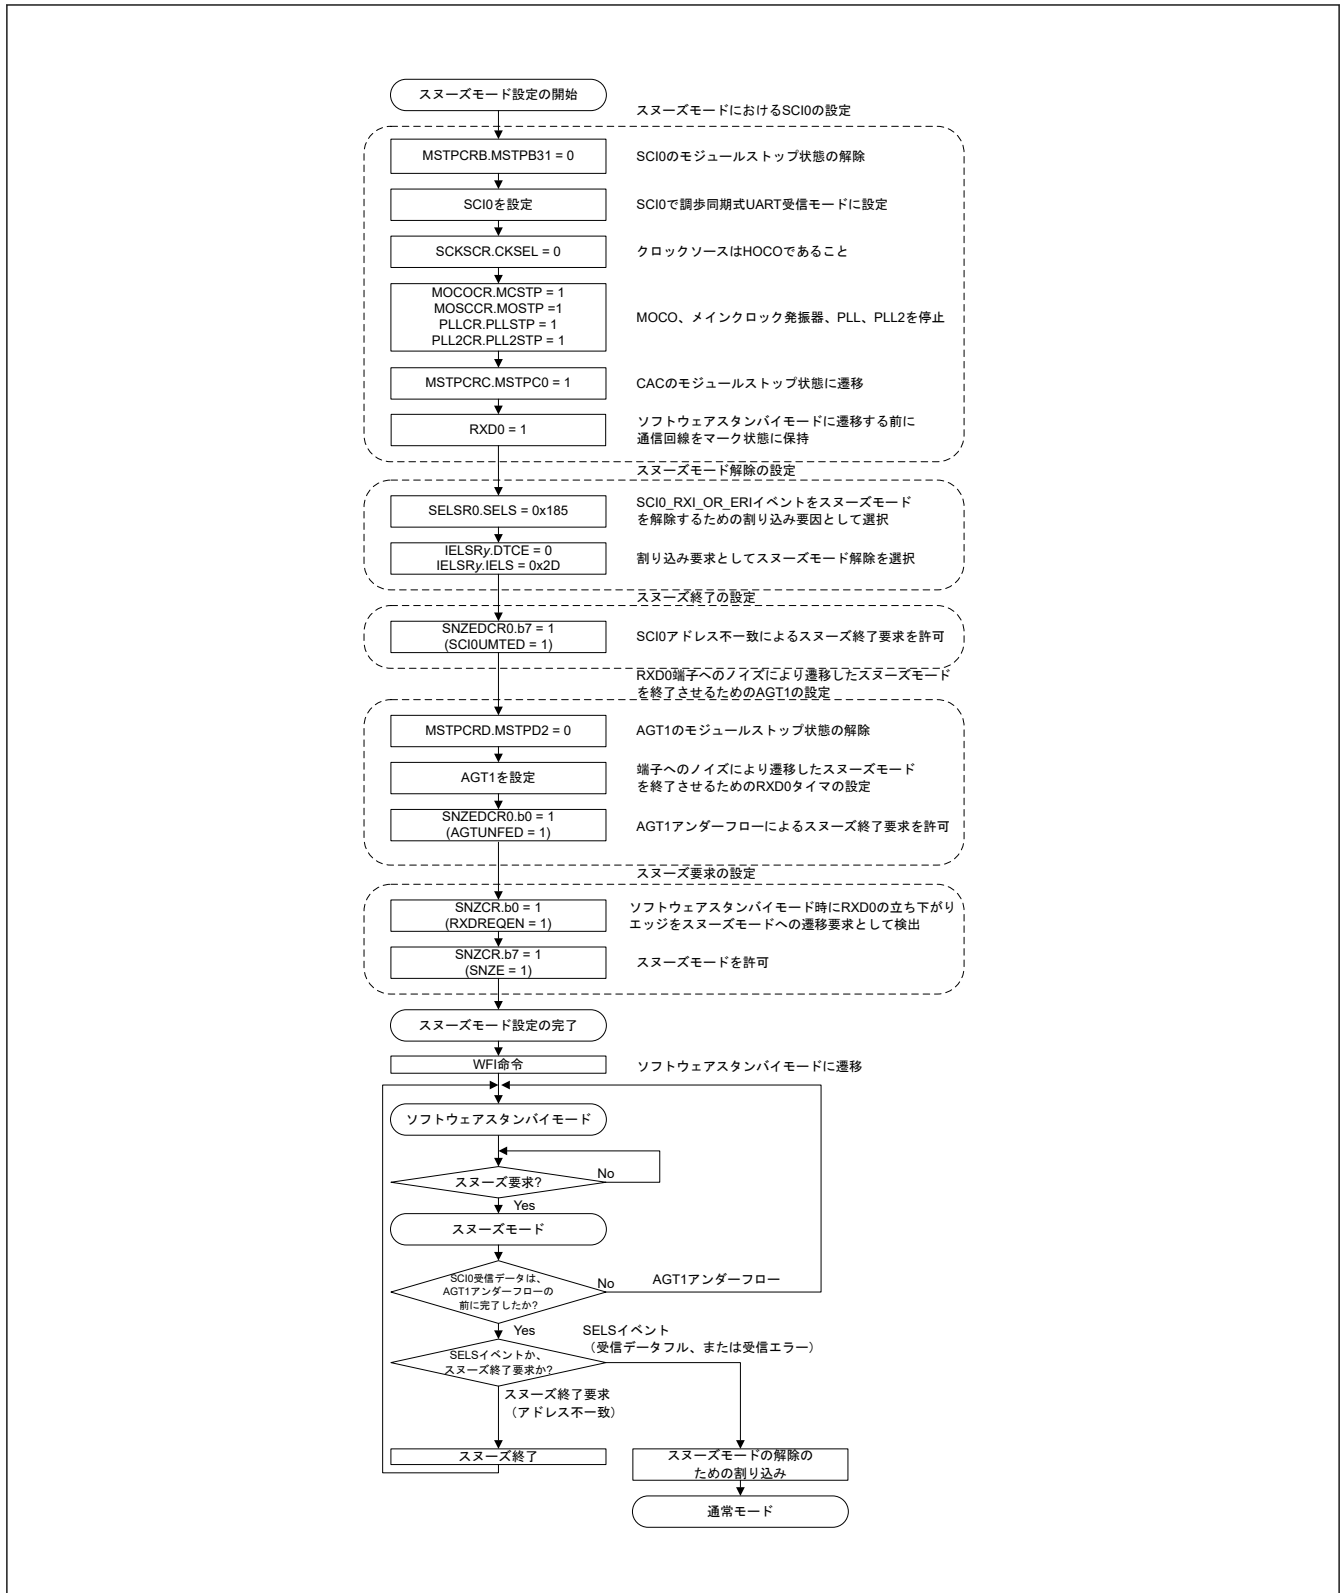 スヌーズモード設定の開始
スヌーズモードにおけるSCI0の設定
MSTPCRB.MSTPB31 = 0
SCI0のモジュールストップ状態の解除
SCI0を設定
SCI0で調歩同期式UART受信モードに設定
SCKSCR.CKSEL = 0
クロックソースはHOCOであること
MOCOCR.MCSTP = 1
MOSCCR.MOSTP =1
PLLCR.PLLSTP = 1
PLL2CR.PLL2STP = 1
MOCO、メインクロック発振器、PLL、PLL2を停止
MSTPCRC.MSTPC0 = 1
CACのモジュールストップ状態に遷移
RXD0 = 1
ソフトウェアスタンバイモードに遷移する前に
通信回線をマーク状態に保持
スヌーズモード解除の設定
SELSR0.SELS = 0x185
SCI0_RXI_OR_ERIイベントをスヌーズモード
を解除するための割り込み要因として選択
IELSRy.DTCE = 0
IELSRy.IELS = 0x2D
割り込み要求としてスヌーズモード解除を選択
スヌーズ終了の設定
SNZEDCR0.b7 = 1
(SCI0UMTED = 1)
SCI0アドレス不一致によるスヌーズ終了要求を許可
RXD0端子へのノイズにより遷移したスヌーズモード
を終了させるためのAGT1の設定
MSTPCRD.MSTPD2 = 0
AGT1のモジュールストップ状態の解除
AGT1を設定
端子へのノイズにより遷移したスヌーズモード
を終了させるためのRXD0タイマの設定
SNZEDCR0.b0 = 1
(AGTUNFED = 1)
AGT1アンダーフローによるスヌーズ終了要求を許可
スヌーズ要求の設定
SNZCR.b0 = 1
(RXDREQEN = 1)
ソフトウェアスタンバイモード時にRXD0の立ち下がり
エッジをスヌーズモードへの遷移要求として検出
SNZCR.b7 = 1
(SNZE = 1)
スヌーズモードを許可
スヌーズモード設定の完了
WFI命令
ソフトウェアスタンバイモードに遷移
ソフトウェアスタンバイモード
スヌーズ要求?
No
Yes
スヌーズモード
SCI0受信データは、
AGT1アンダーフローの
前に完了したか?
No
AGT1アンダーフロー
Yes
SELSイベント
（受信データフル、または受信エラー）
SELSイベントか、
スヌーズ終了要求か?
スヌーズ終了要求
（アドレス不一致）
スヌーズ終了
スヌーズモードの解除の
ための割り込み
通常モード